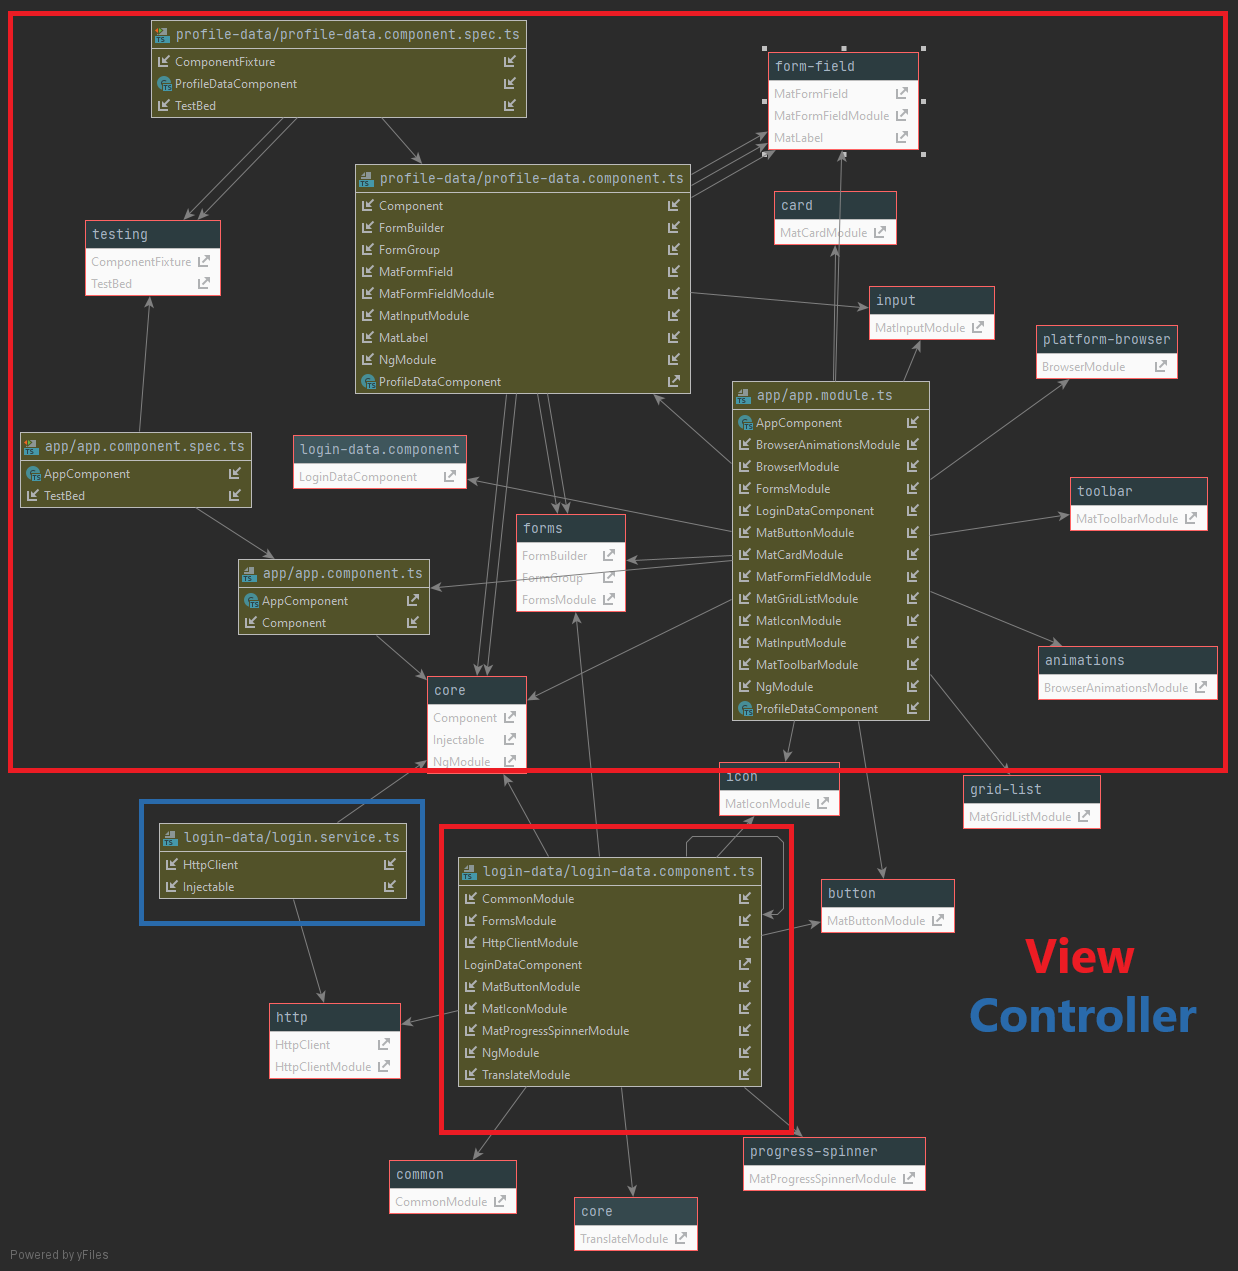 profile-data/profile-data.component.spec.ts
ComponentFixture
ProfileDataComponent
TestBed
form-field
MatFormField
MatFormFieldModule
MatLabel
profile-data/profile-data.component.ts
Component
FormBuilder
FormGroup
MatFormField
MatFormFieldModule
MatInputModule
MatLabel
NgModule
ProfileDataComponent
card
MatCardModule
testing
ComponentFixture
TestBed
input
MatInputModule
platform-browser
BrowserModule
app/app.module.ts
AppComponent
BrowserAnimationsModule
BrowserModule
FormsModule
LoginDataComponent
MatButtonModule
MatCardModule
MatFormFieldModule
MatGridListModule
MatIconModule
MatInputModule
MatToolbarModule
NgModule
ProfileDataComponent
app/app.component.spec.ts
AppComponent
TestBed
login-data.component
LoginDataComponent
toolbar
MatToolbarModule
forms
FormBuilder
FormGroup
FormsModule
app/app.component.ts
AppComponent
Component
animations
BrowserAnimationsModule
core
Component
Injectable
NgModule
icon
MatIconModule
grid-list
MatGridListModule
login-data/login.service.ts
HttpClient
Injectable
login-data/login-data.component.ts
CommonModule
FormsModule
HttpClientModule
LoginDataComponent
MatButtonModule
MatIconModule
MatProgressSpinnerModule
NgModule
TranslateModule
button
MatButtonModule
View
Controller
http
HttpClient
HttpClientModule
progress-spinner
MatProgressSpinnerModule
common
CommonModule
core
TranslateModule
Powered by yFiles